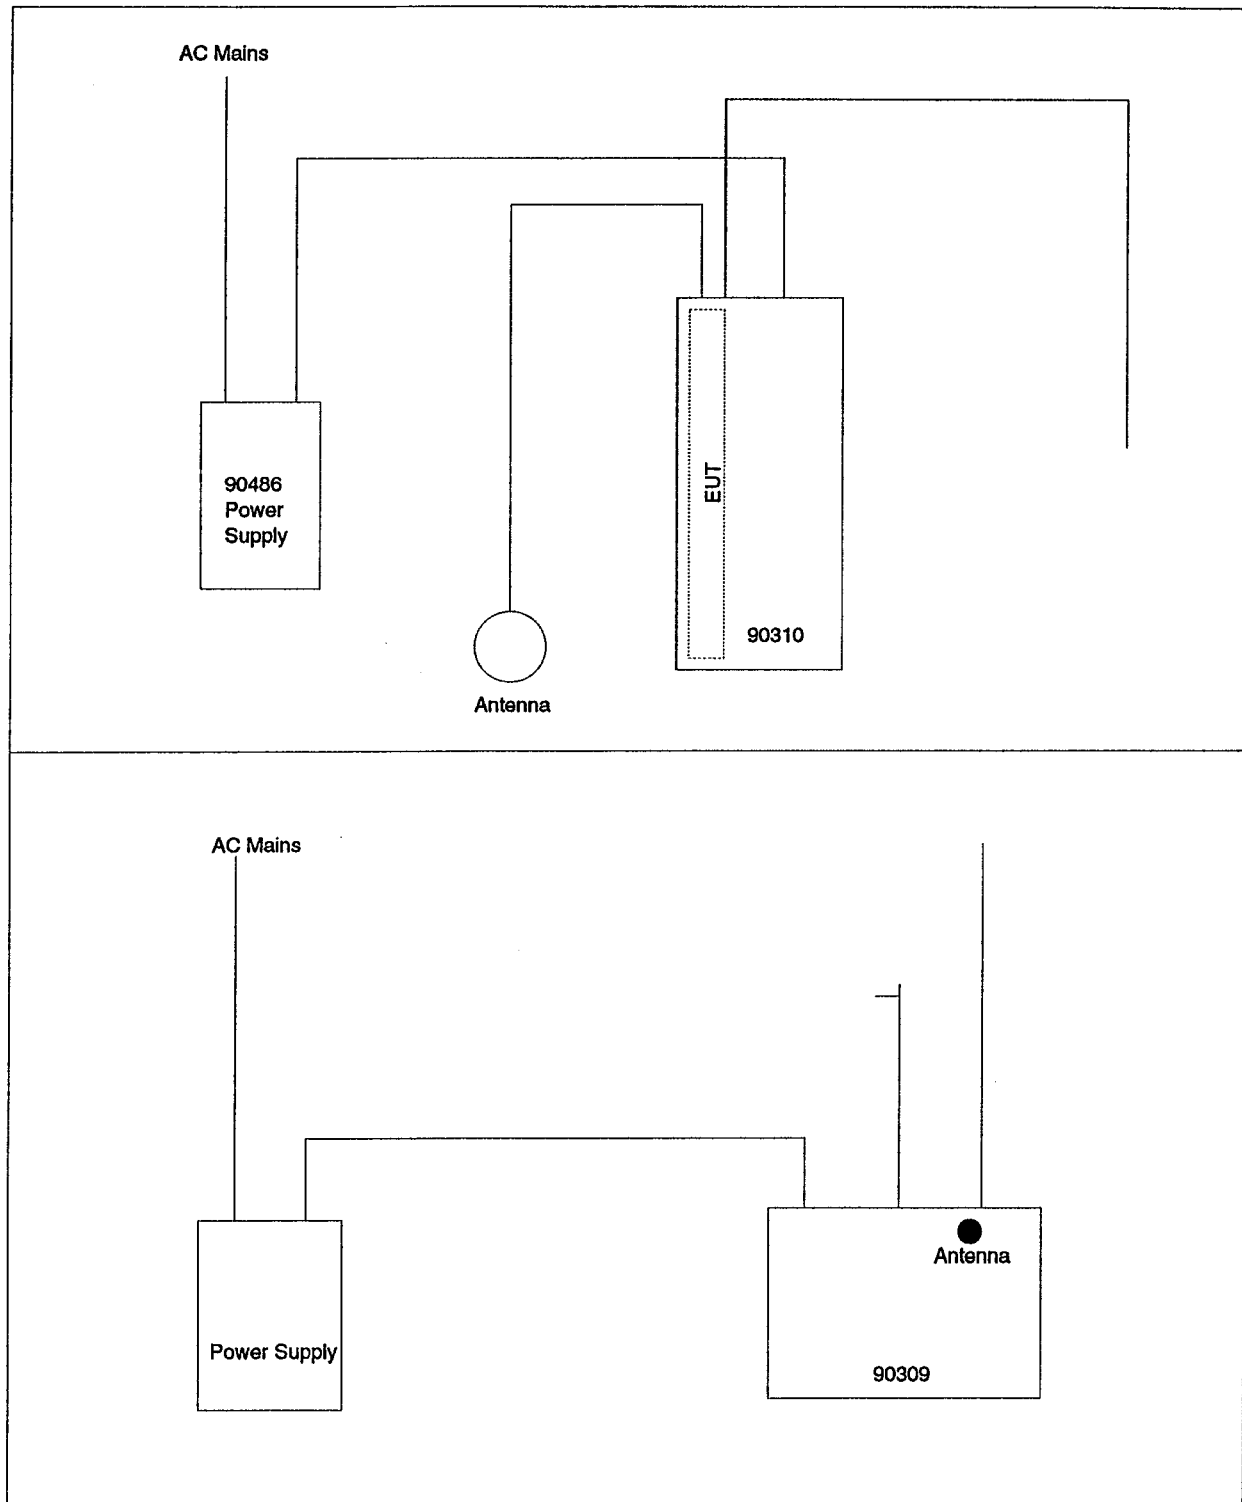 AC Mains
90486
Power
Supply
EUT
90310
Antenna
AC Mains
Antenna
Power Supply
90309